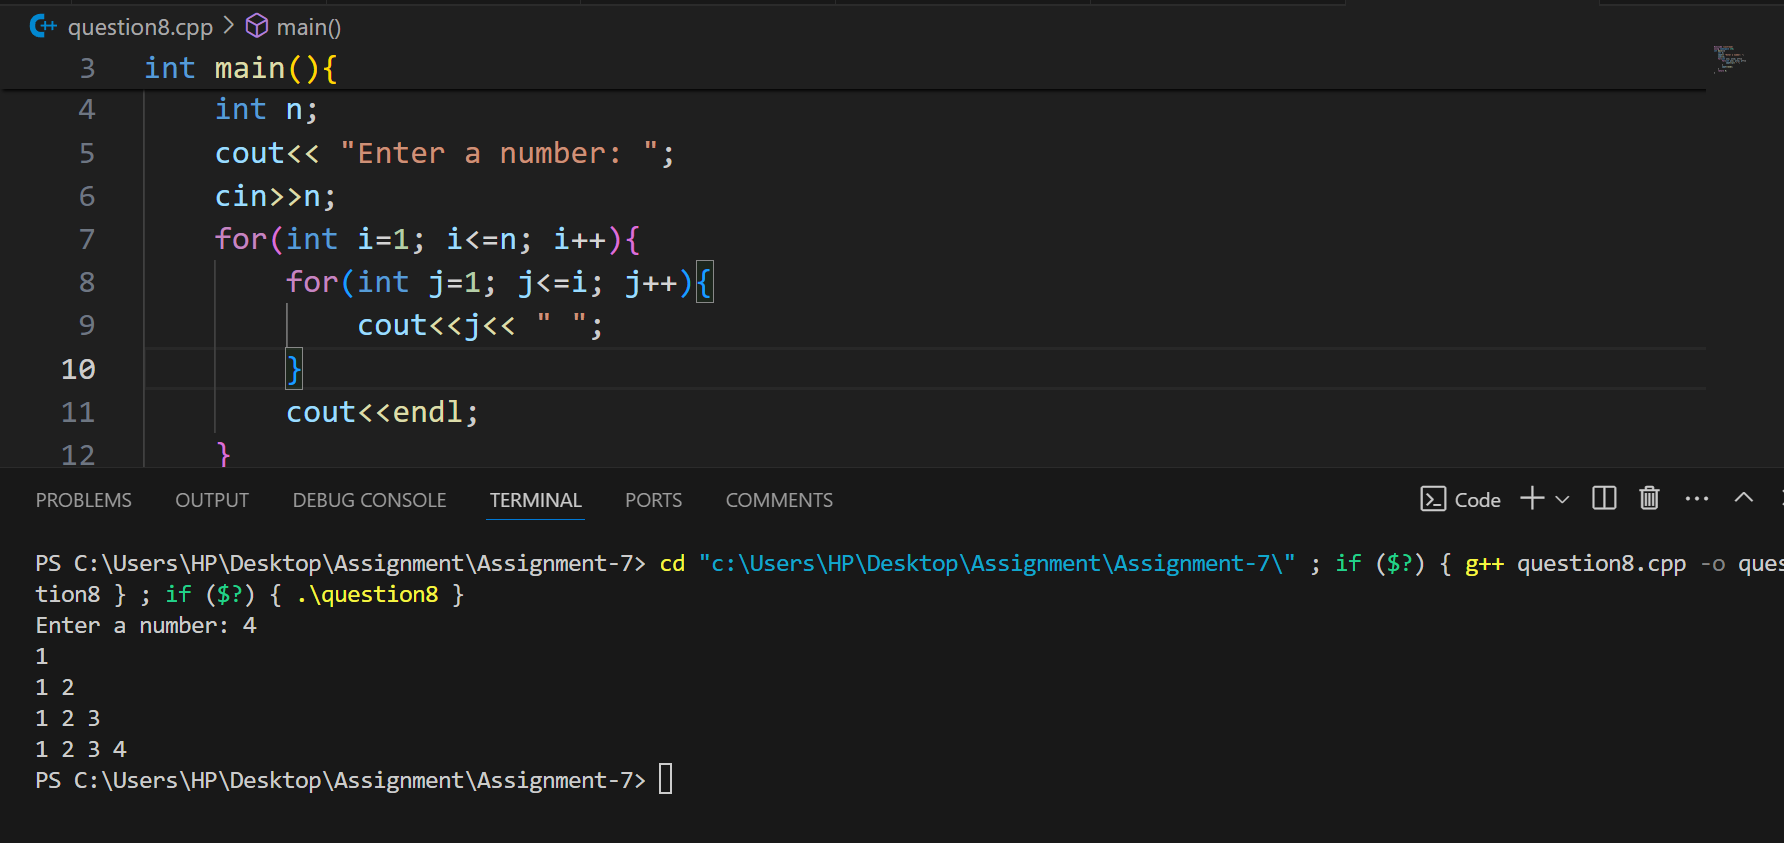 question8.cpp > main()
3 int main(){
4 int n;
5 cout<< "Enter a number: ";
6 cin>>n;
7 for(int i=1; i<=n; i++){
8 for(int j=1; j<=i; j++){
9 cout<<j<< " ";
10 }
11 cout<<endl;
12 }
PROBLEMS OUTPUT DEBUG CONSOLE TERMINAL PORTS COMMENTS Code
PS C:\Users\HP\Desktop\Assignment\Assignment-7> cd "c:\Users\HP\Desktop\Assignment\Assignment-7\" ; if ($?) { g++ question8.cpp -o ques
tion8 } ; if ($?) { .\question8 }
Enter a number: 4
1
1 2
1 2 3
1 2 3 4
PS C:\Users\HP\Desktop\Assignment\Assignment-7>